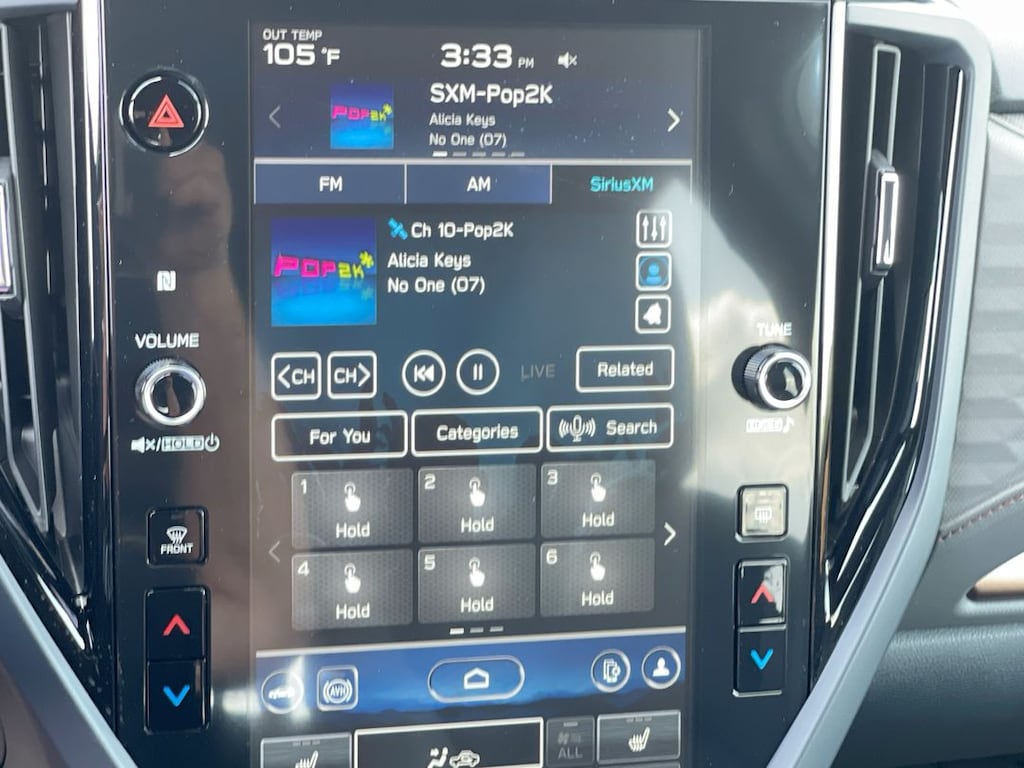 OUT TEMP
105 °F
3:33 PM
SXM-Pop2K
Alicia Keys
No One (07)
POP2K
FM
AM
SiriusXM
Ch 10-Pop2K
Alicia Keys
No One (07)
POP2K
VOLUME
TUNE
<CH
CH>
LIVE
Related
For You
Categories
Search
/HOLD
1
Hold
2
Hold
3
Hold
4
Hold
5
Hold
6
Hold
FRONT
AVH
ALL